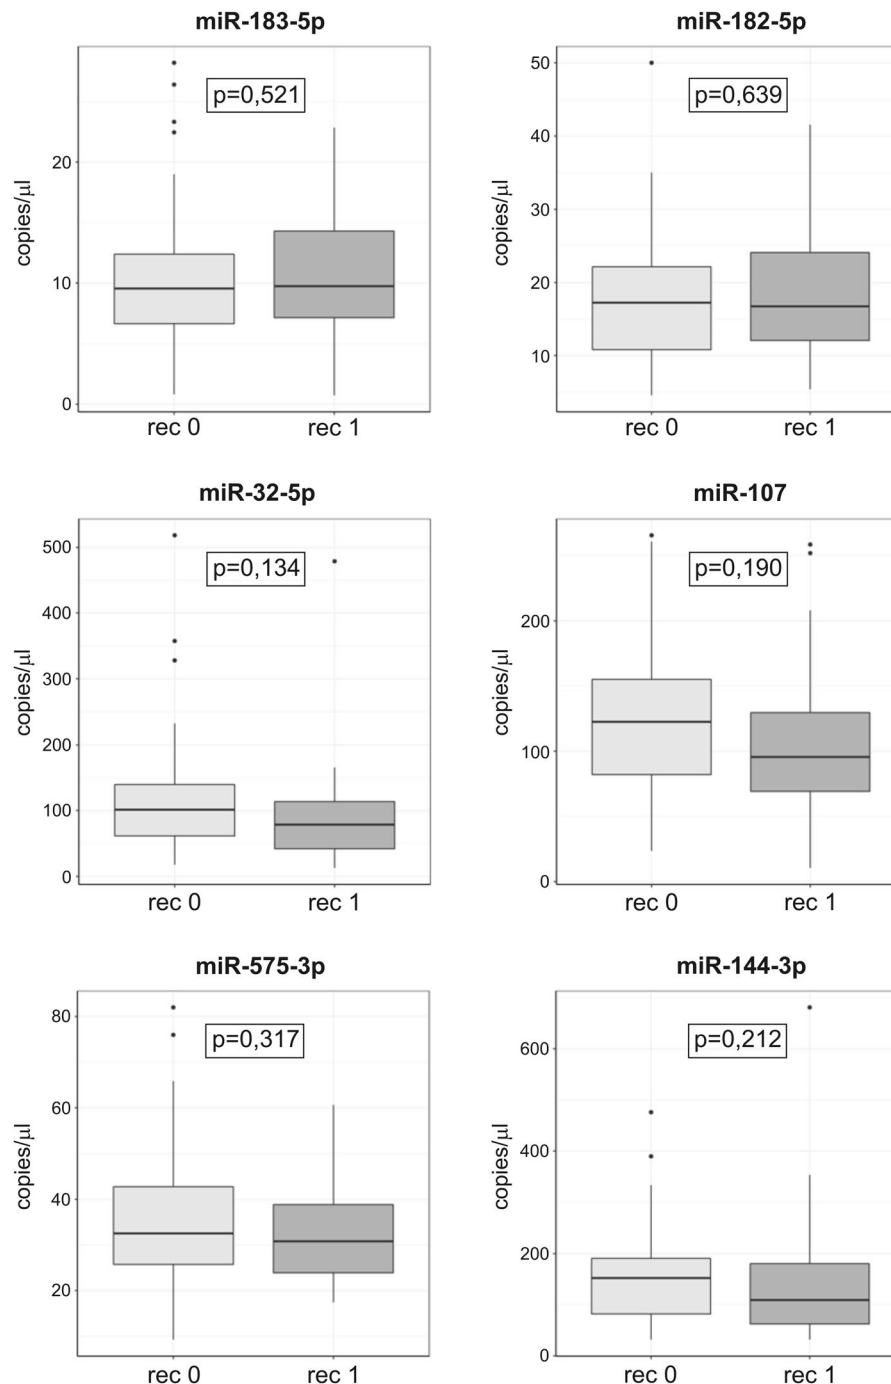 miR-183-5p
miR-182-5p
p=0,521
p=0,639
copies/µl
20
10
0
copies/µl
50
40
30
20
10
rec 0
rec 1
rec 0
rec 1
miR-32-5p
miR-107
p=0,134
p=0,190
copies/µl
500
400
300
200
100
0
copies/µl
200
100
0
rec 0
rec 1
rec 0
rec 1
miR-575-3p
miR-144-3p
p=0,317
p=0,212
copies/µl
80
60
40
20
copies/µl
600
400
200
0
rec 0
rec 1
rec 0
rec 1